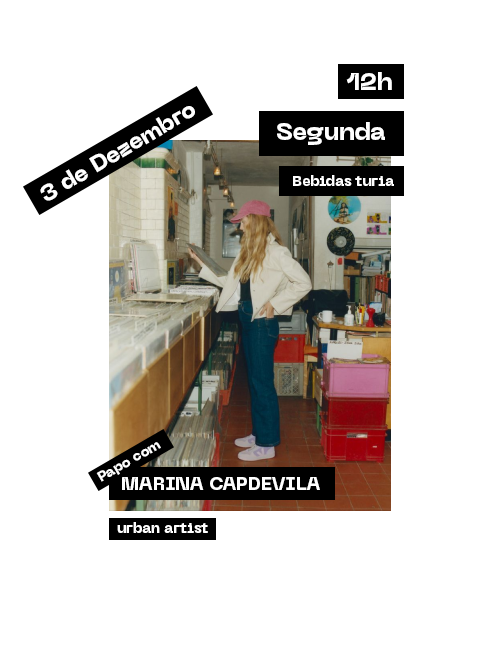 12h
3 de Dezembro
Segunda
Bebidas turia
Papo com
MARINA CAPDEVILA
urban artist